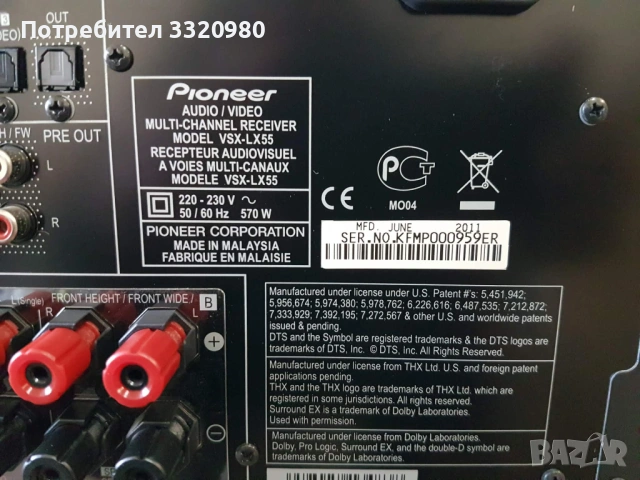 Потребител 3320980
OUT
PRE OUT
L
R
Pioneer
AUDIO / VIDEO
MULTI-CHANNEL RECEIVER
MODEL VSX-LX55
RECEPTEUR AUDIOVISUEL
A VOIES MULTI-CANAUX
MODELE VSX-LX55
220 - 230 V ~
50 / 60 Hz 570 W
PIONEER CORPORATION
MADE IN MALAYSIA
FABRIQUE EN MALAISIE
CE
PCT
MO04
MFD. JUNE 2011
SER.NO.KFMP000959ER
L(Single)
R
FRONT HEIGHT / FRONT WIDE /
L
B
Manufactured under license under U.S. Patent #'s: 5,451,942;
5,956,674; 5,974,380; 5,978,762; 6,226,616; 6,487,535; 7,212,872;
7,333,929; 7,392,195; 7,272,567 & other U.S. and worldwide patents
issued & pending.
DTS and the Symbol are registered trademarks & the DTS logos are
trademarks of DTS, Inc. © DTS, Inc. All Rights Reserved.
Manufactured under license from THX Ltd. U.S. and foreign patent
applications pending.
THX and the THX logo are trademarks of THX Ltd. which are
registered in some jurisdictions. All rights reserved.
Surround EX is a trademark of Dolby Laboratories.
Used with permission.
Manufactured under license from Dolby Laboratories.
Dolby, Pro Logic, Surround EX, and the double-D symbol are
trademarks of Dolby Laboratories.
BAZAR